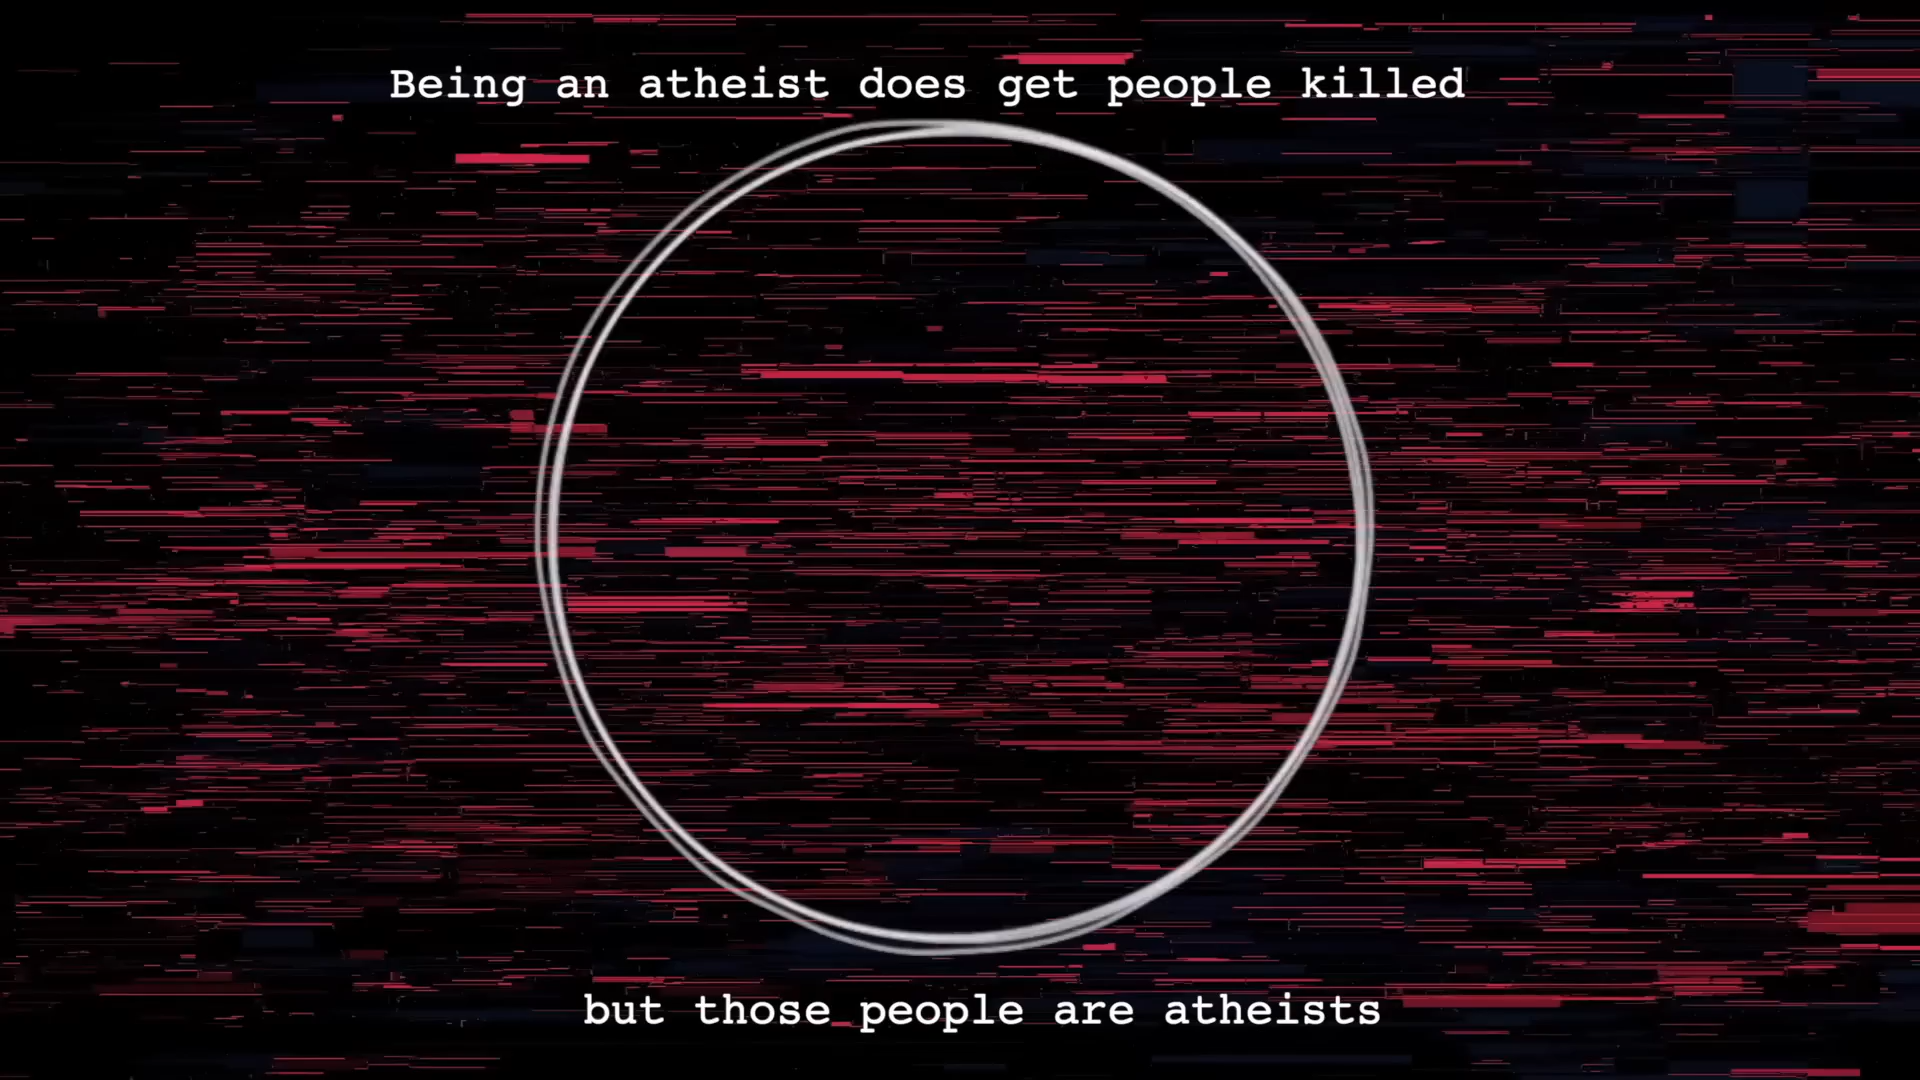 Being an atheist does get people killed
but those people are atheists